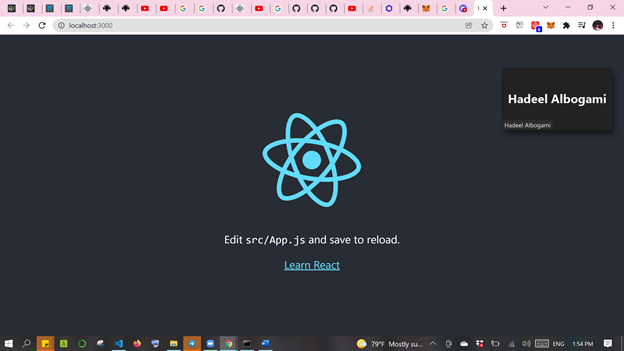 localhost:3000
Hadeel Albogami
Hadeel Albogami
Edit src/App.js and save to reload.
Learn React
79°F Mostly su...
ENG
1:54 PM